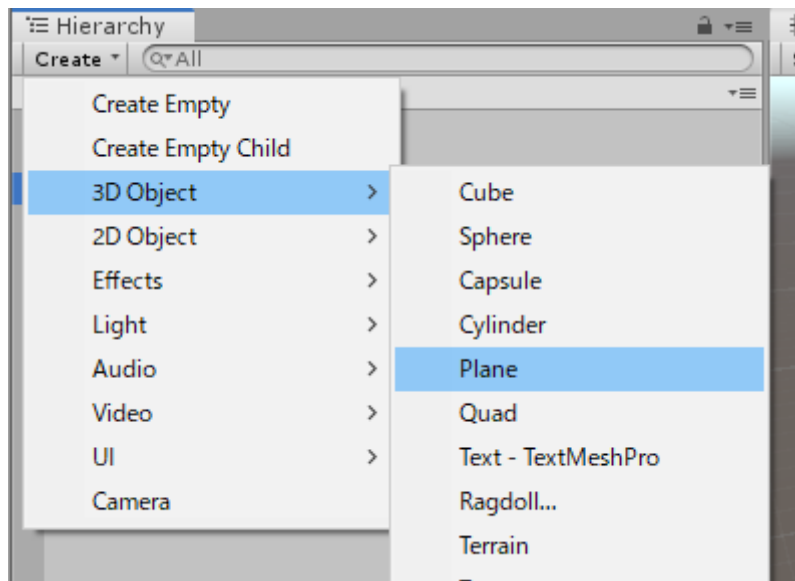 Hierarchy
Create
All
Create Empty
Create Empty Child
3D Object
2D Object
Effects
Light
Audio
Video
UI
Camera
Cube
Sphere
Capsule
Cylinder
Plane
Quad
Text - TextMeshPro
Ragdoll...
Terrain